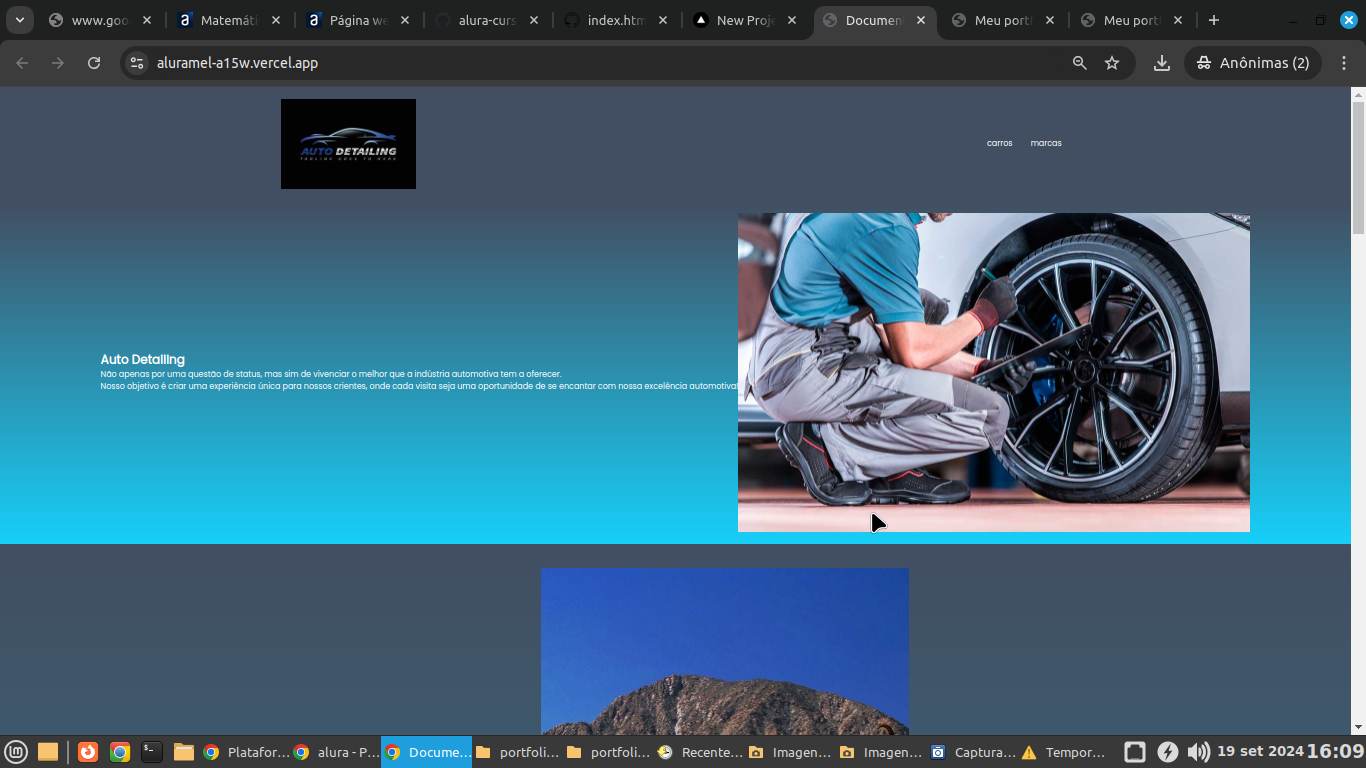 www.goo
Matemáti
Página we
alura-curs
index.htm
New Proje
Document
Meu portf
Meu portf
aluramel-a15w.vercel.app
Anônimas (2)
AUTO DETAILING
carros marcas
Auto Detailing
Não apenas por uma questão de status, mas sim de vivenciar o melhor que a indústria automotiva tem a oferecer.
Nosso objetivo é criar uma experiência única para nossos crientes, onde cada visita seja uma oportunidade de se encantar com nossa excelência automotiva!
Platafor...
alura - P...
Docume...
portfoli...
portfoli...
Recente...
Imagen...
Imagen...
Captura...
Tempor...
19 set 2024 16:09